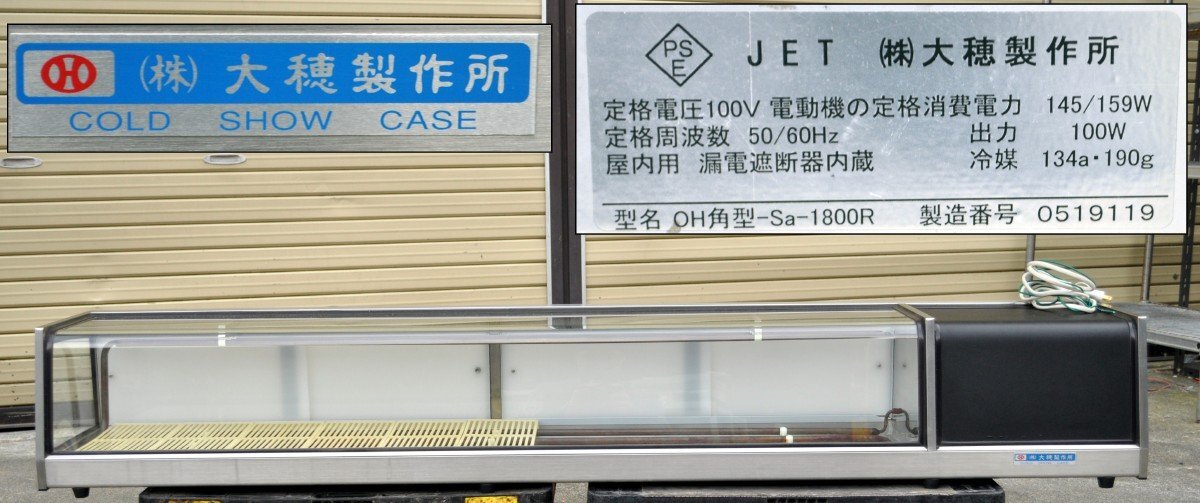 (株)大穂製作所
COLD SHOW CASE
PSE JET (株)大穂製作所
定格電圧100V 電動機の定格消費電力 145/159W
定格周波数 50/60Hz 出力 100W
屋内用 漏電遮断器内蔵 冷媒 134a・190g
型名 OH角型-Sa-1800R 製造番号 0519119
(株)大穂製作所
COLD SHOW CASE